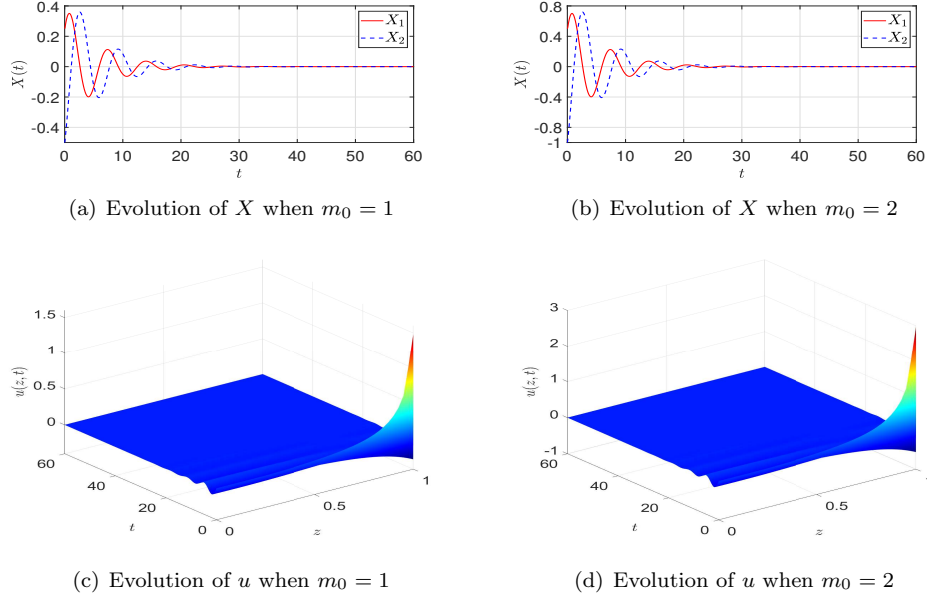 0.4
0.2
0
-0.2
-0.4
X(t)
X₁
X₂
0 10 20 30 40 50 60
t
(a) Evolution of X when m₀ = 1
0.8
0.4
0
-0.4
-0.8
-1
X(t)
X₁
X₂
0 10 20 30 40 50 60
t
(b) Evolution of X when m₀ = 2
1.5
1
0.5
0
u(z,t)
60
40
20
0
t
0
0.5
1
z
(c) Evolution of u when m₀ = 1
3
2
1
0
-1
u(z,t)
60
40
20
0
t
0
0.5
z
(d) Evolution of u when m₀ = 2